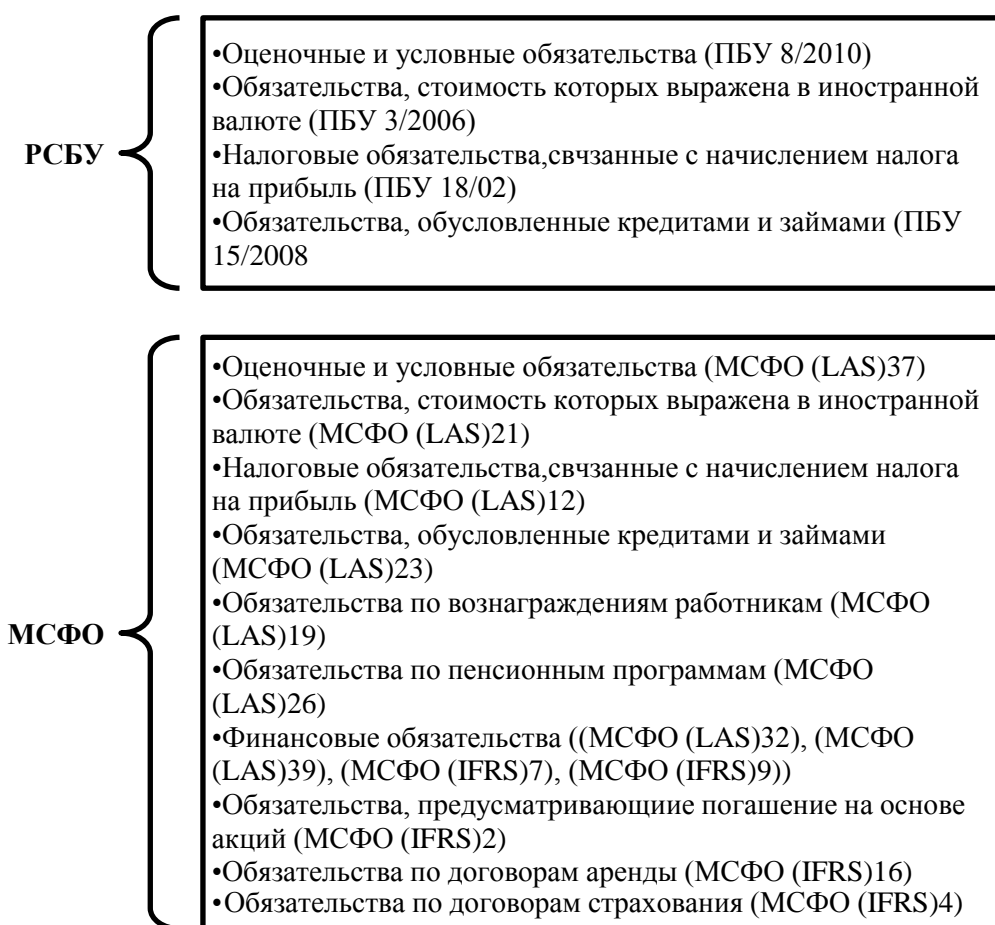 РСБУ
•Оценочные и условные обязательства (ПБУ 8/2010)
•Обязательства, стоимость которых выражена в иностранной
валюте (ПБУ 3/2006)
•Налоговые обязательства,свчзанные с начислением налога
на прибыль (ПБУ 18/02)
•Обязательства, обусловленные кредитами и займами (ПБУ
15/2008
МСФО
•Оценочные и условные обязательства (МСФО (LAS)37)
•Обязательства, стоимость которых выражена в иностранной
валюте (МСФО (LAS)21)
•Налоговые обязательства,свчзанные с начислением налога
на прибыль (МСФО (LAS)12)
•Обязательства, обусловленные кредитами и займами
(МСФО (LAS)23)
•Обязательства по вознаграждениям работникам (МСФО
(LAS)19)
•Обязательства по пенсионным программам (МСФО
(LAS)26)
•Финансовые обязательства ((МСФО (LAS)32), (МСФО
(LAS)39), (МСФО (IFRS)7), (МСФО (IFRS)9))
•Обязательства, предусматривающиие погашение на основе
акций (МСФО (IFRS)2)
•Обязательства по договорам аренды (МСФО (IFRS)16)
•Обязательства по договорам страхования (МСФО (IFRS)4)